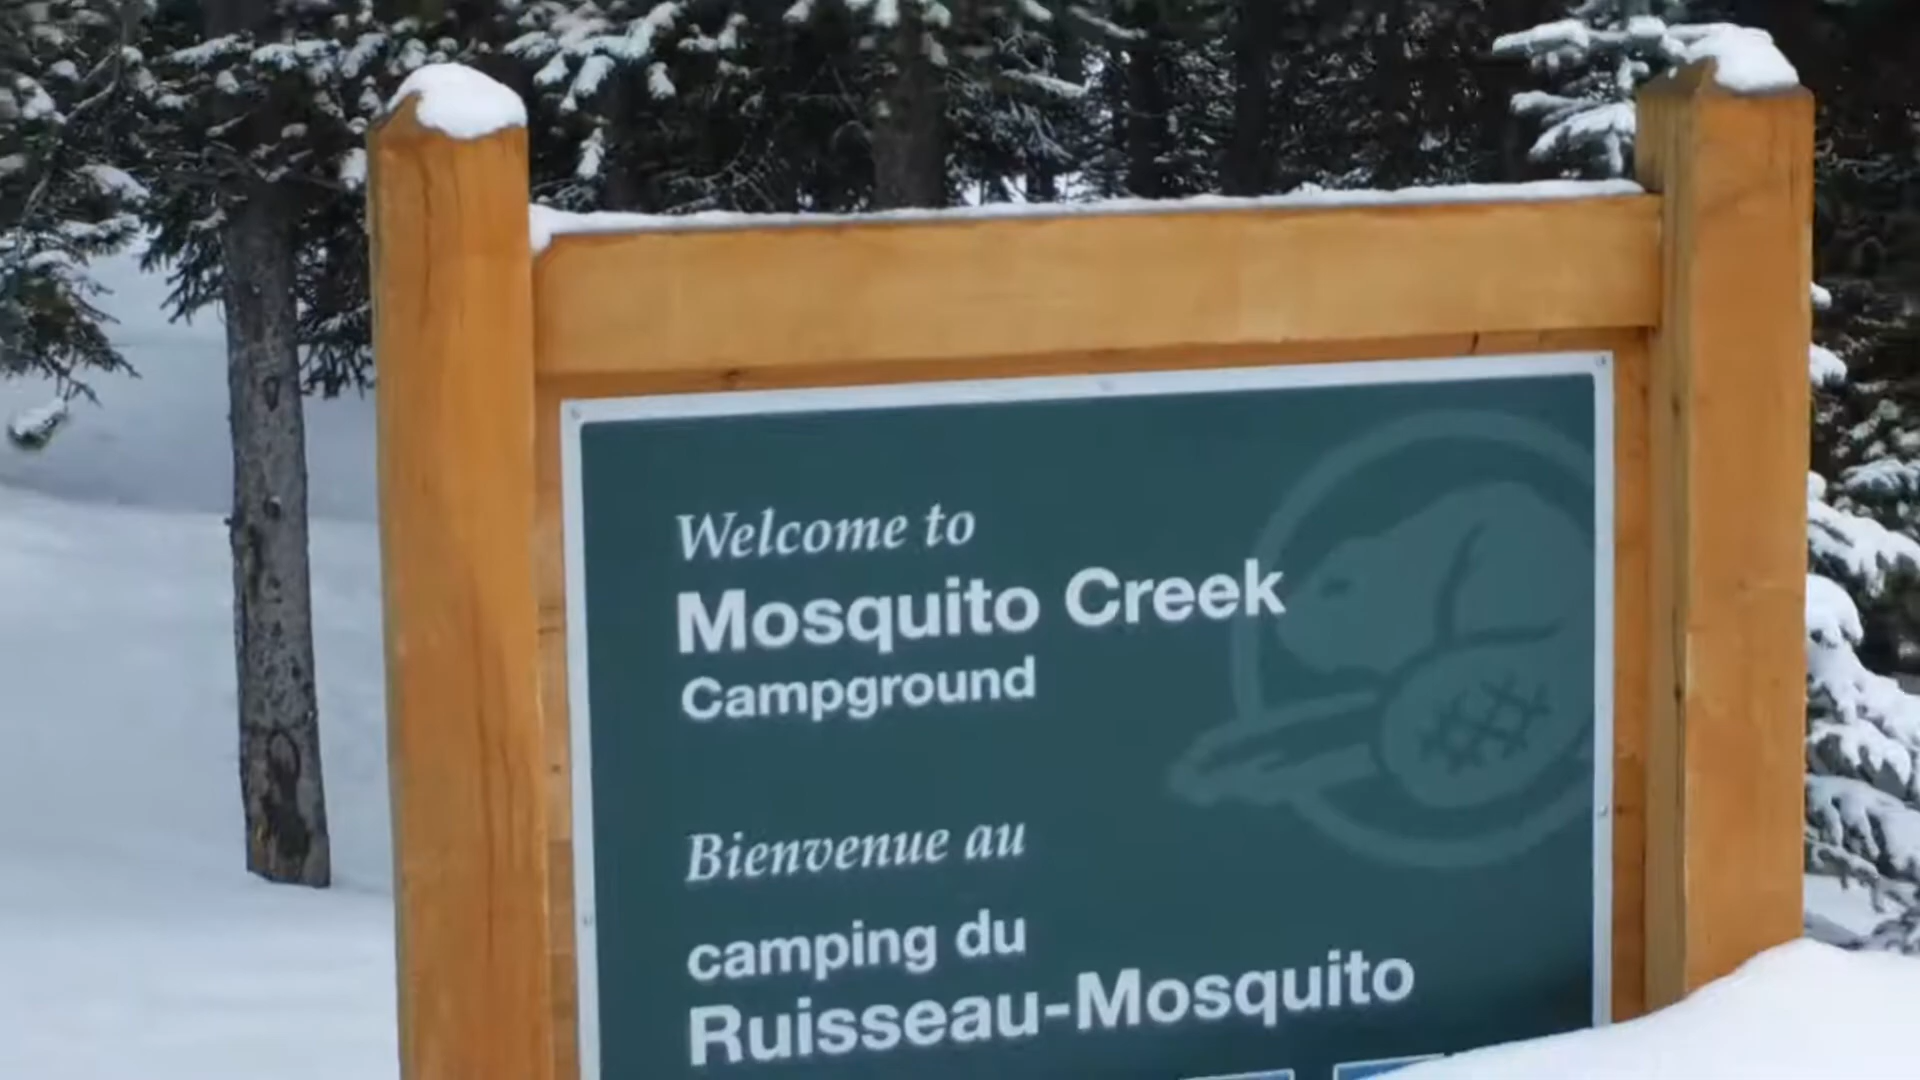 Welcome to
Mosquito Creek
Campground
Bienvenue au
camping du
Ruisseau-Mosquito